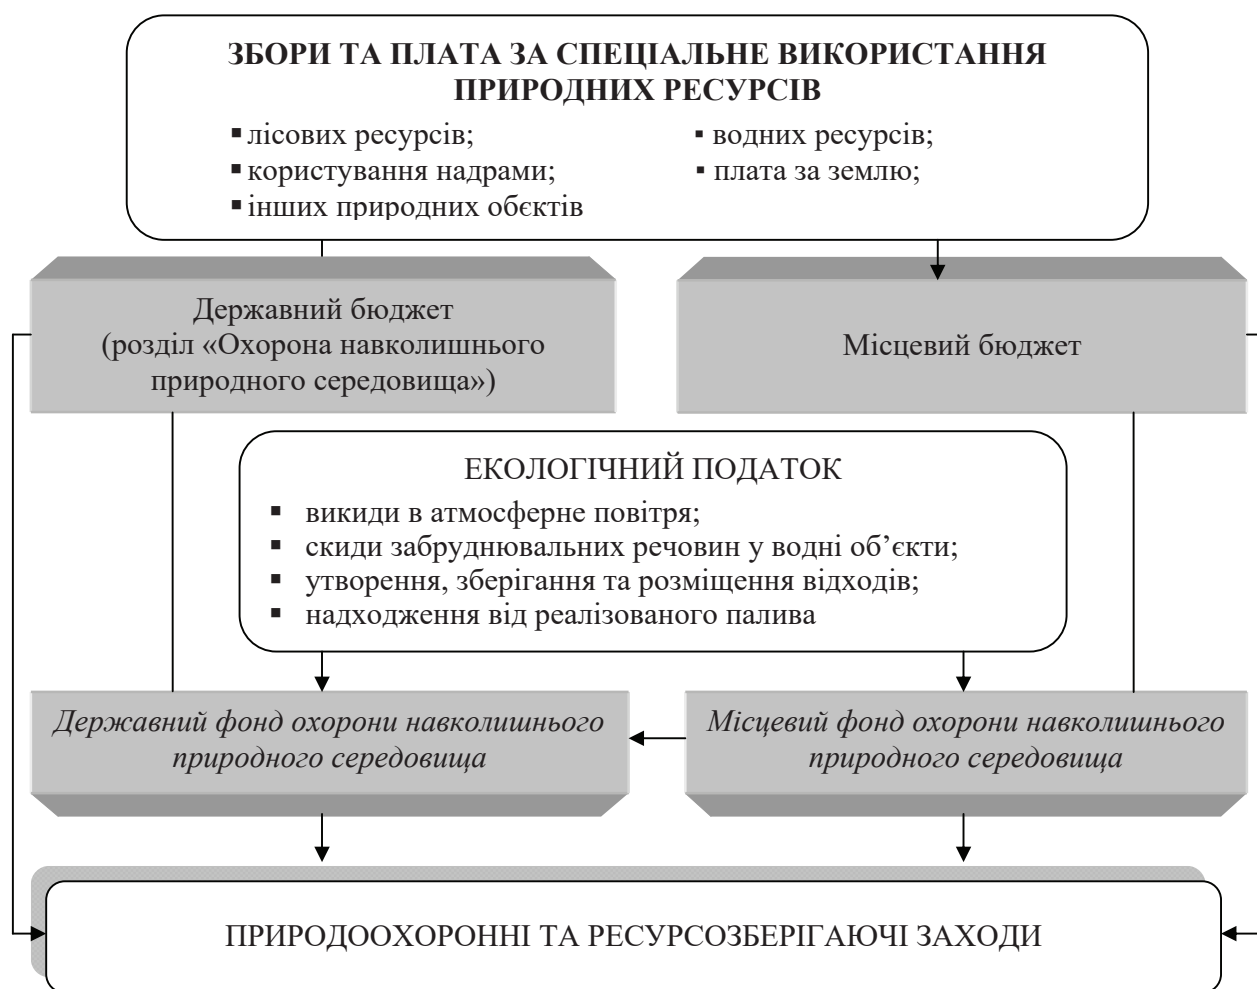 ЗБОРИ ТА ПЛАТА ЗА СПЕЦІАЛЬНЕ ВИКОРИСТАННЯ
ПРИРОДНИХ РЕСУРСІВ
▪ лісових ресурсів;
▪ користування надрами;
▪ інших природних обєктів
▪ водних ресурсів;
▪ плата за землю;
Державний бюджет
(розділ «Охорона навколишнього
природного середовища»)
Місцевий бюджет
ЕКОЛОГІЧНИЙ ПОДАТОК
▪ викиди в атмосферне повітря;
▪ скиди забруднювальних речовин у водні об’єкти;
▪ утворення, зберігання та розміщення відходів;
▪ надходження від реалізованого палива
Державний фонд охорони навколишнього
природного середовища
Місцевий фонд охорони навколишнього
природного середовища
ПРИРОДООХОРОННІ ТА РЕСУРСОЗБЕРІГАЮЧІ ЗАХОДИ